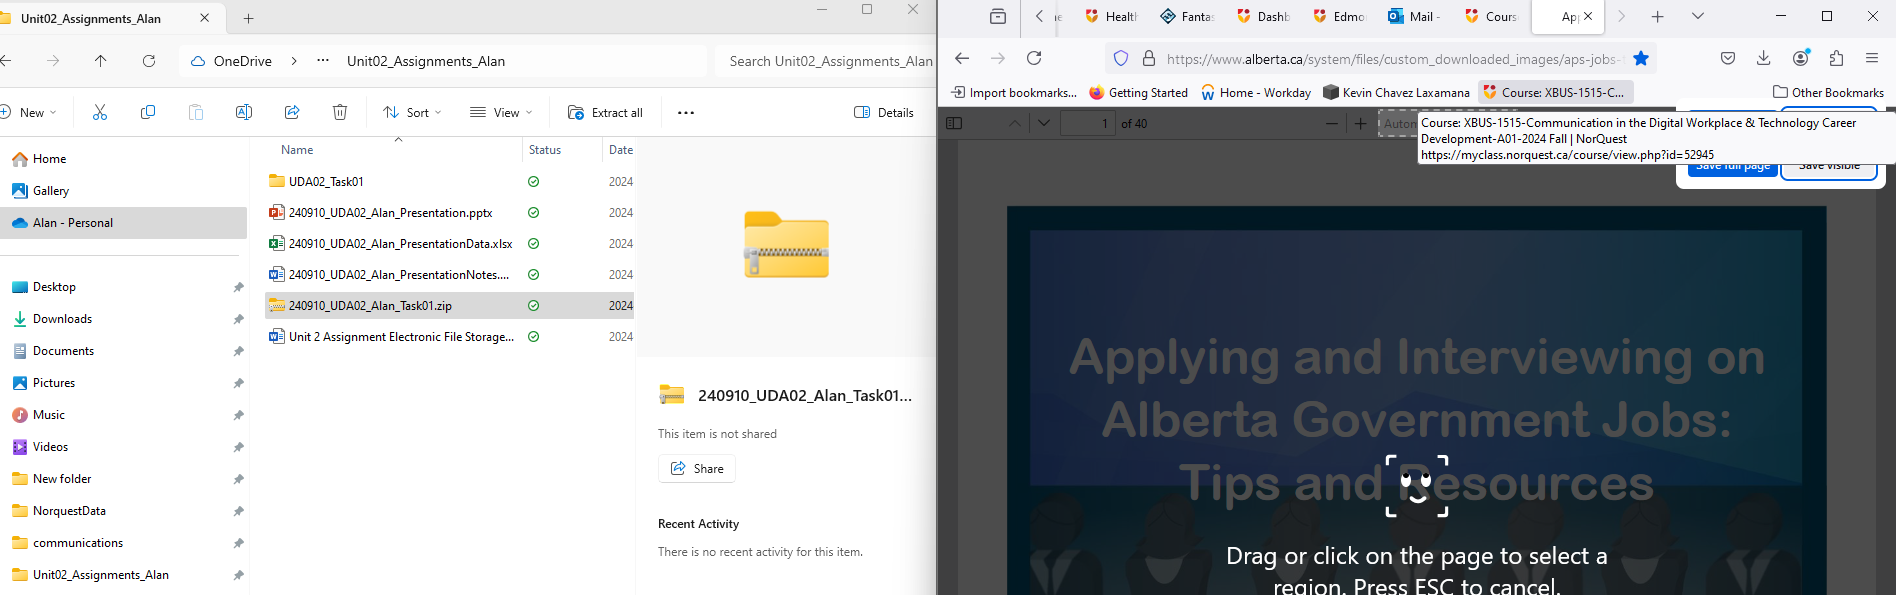 Unit02_Assignments_Alan
OneDrive
Unit02_Assignments_Alan
Search Unit02_Assignments_Alan
New
Sort
View
Extract all
Details
Home
Gallery
Alan - Personal
Desktop
Downloads
Documents
Pictures
Music
Videos
New folder
NorquestData
communications
Unit02_Assignments_Alan
Name Status Date
UDA02_Task01 2024
240910_UDA02_Alan_Presentation.pptx 2024
240910_UDA02_Alan_PresentationData.xlsx 2024
240910_UDA02_Alan_PresentationNotes.... 2024
240910_UDA02_Alan_Task01.zip 2024
Unit 2 Assignment Electronic File Storage... 2024
240910_UDA02_Alan_Task01...
This item is not shared
Share
Recent Activity
There is no recent activity for this item.
Healt Fanta Dashb Edmo Mail - Cours App
https://www.alberta.ca/system/files/custom_downloaded_images/aps-jobs-
Import bookmarks... Getting Started Home - Workday Kevin Chavez Laxamana Course: XBUS-1515-C... Other Bookmarks
1 of 40
Autom
Course: XBUS-1515-Communication in the Digital Workplace & Technology Career
Development-A01-2024 Fall | NorQuest
https://myclass.norquest.ca/course/view.php?id=52945
Save full page Save visible
Applying and Interviewing on
Alberta Government Jobs:
Tips and Resources
Drag or click on the page to select a
region. Press ESC to cancel.